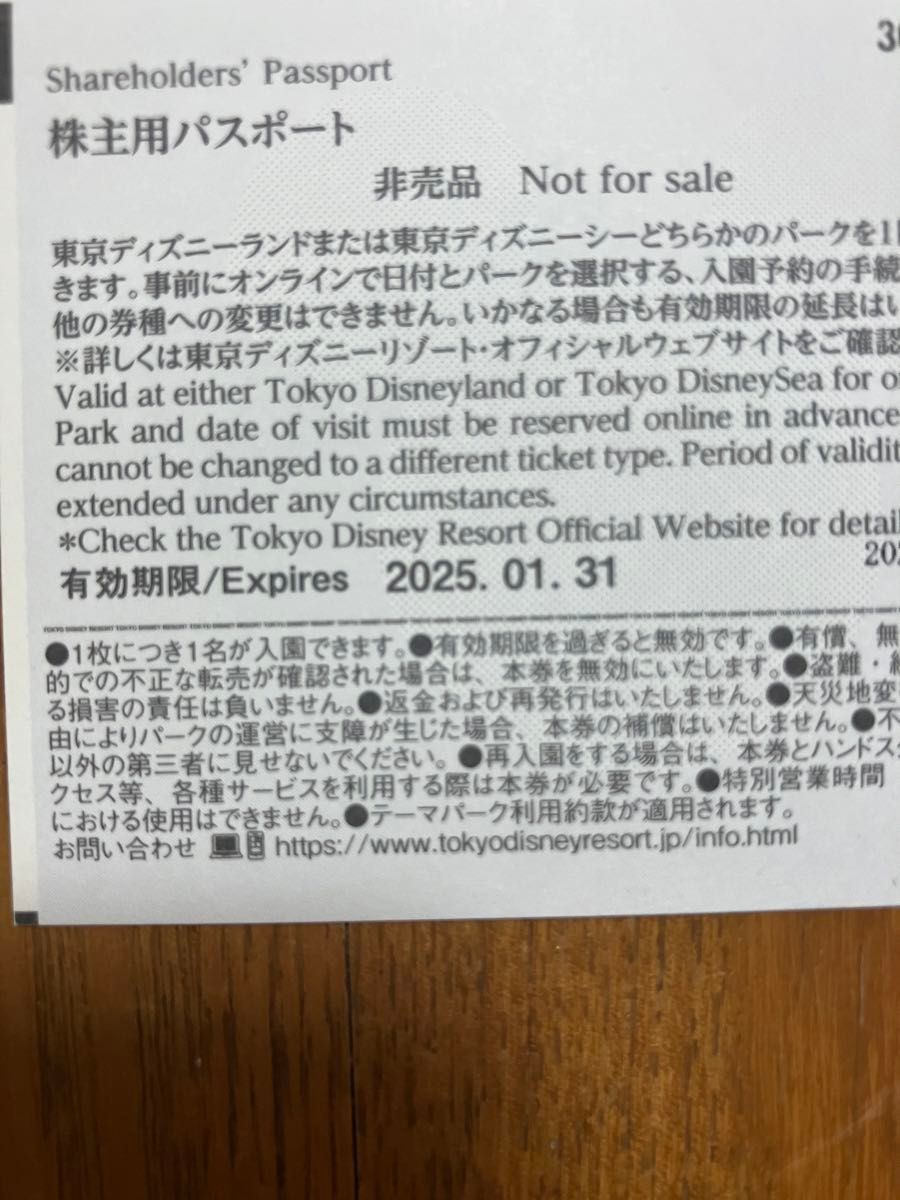 30
Shareholders' Passport
株主用パスポート
非売品 Not for sale
東京ディズニーランドまたは東京ディズニーシーどちらかのパークを1
きます。事前にオンラインで日付とパークを選択する、入園予約の手続
他の券種への変更はできません。いかなる場合も有効期限の延長は
※詳しくは東京ディズニーリゾート・オフィシャルウェブサイトをご確認
Valid at either Tokyo Disneyland or Tokyo DisneySea for
Park and date of visit must be reserved online in advance
cannot be changed to a different ticket type. Period of validit
extended under any circumstances.
*Check the Tokyo Disney Resort Official Website for detail
202
有効期限/Expires 2025. 01. 31
TOKYO DISNEY RESORT TOKYO DISNEY RESORT TOKYO DISNEY RESORT TOKYO DISNEY RESORT
●1枚につき1名が入園できます。●有効期限を過ぎると無効です。●有償、無
的での不正な転売が確認された場合は、本券を無効にいたします。●盗難・
る損害の責任は負いません。●返金および再発行はいたしません。●天災地変
由によりパークの運営に支障が生じた場合、本券の補償はいたしません。●不
以外の第三者に見せないでください。●再入園をする場合は、本券とハンドス
クセス等、各種サービスを利用する際は本券が必要です。●特別営業時間
における使用はできません。●テーマパーク利用約款が適用されます。
お問い合わせ https://www.tokyodisneyresort.jp/info.html